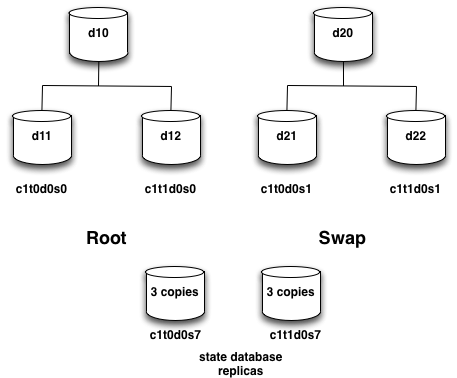 d10
d20
d11
d12
d21
d22
c1t0d0s0
c1t1d0s0
c1t0d0s1
c1t1d0s1
Root
Swap
3 copies
3 copies
c1t0d0s7
c1t1d0s7
state database
replicas